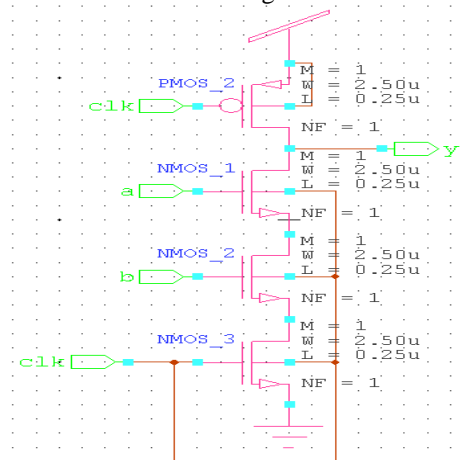 M = 1
PMOS_2
W = 2.50u
clk
L = 0.25u
NF = 1
y
M = 1
NMOS_1
W = 2.50u
a
L = 0.25u
NF = 1
M = 1
NMOS_2
W = 2.50u
b
L = 0.25u
NF = 1
M = 1
NMOS_3
W = 2.50u
clk
L = 0.25u
NF = 1